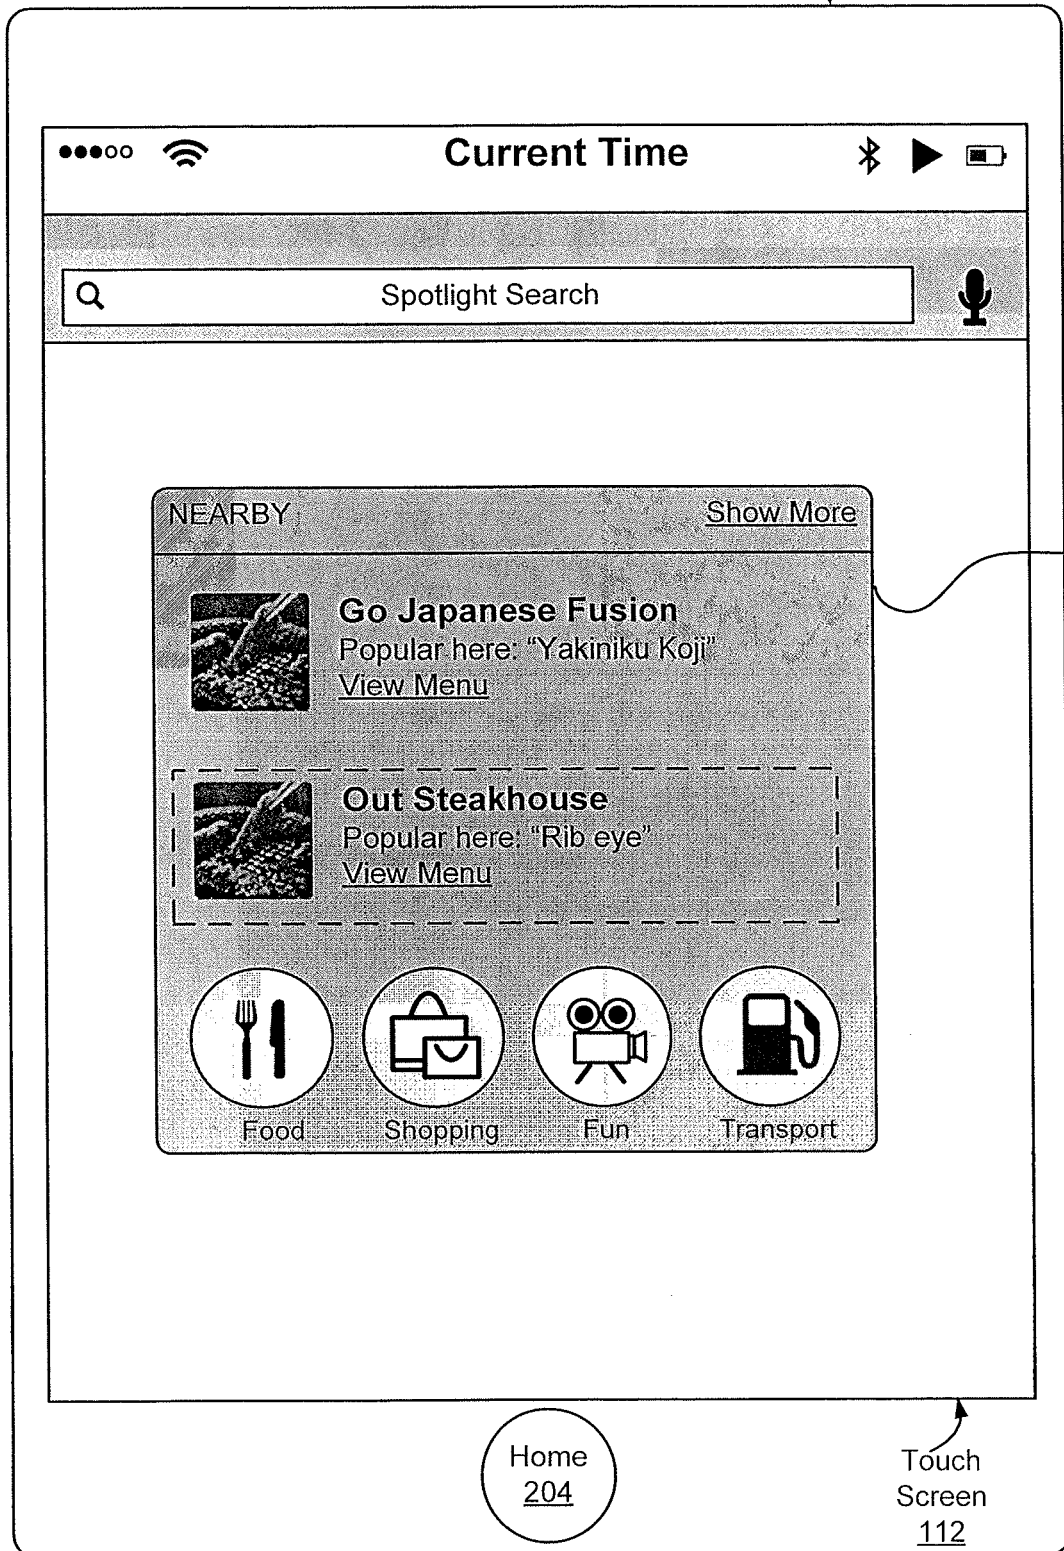 Current Time
Spotlight Search
NEARBY
Show More
Go Japanese Fusion
Popular here: “Yakiniku Koji”
View Menu
Out Steakhouse
Popular here: “Rib eye”
View Menu
Food
Shopping
Fun
Transport
Home
204
Touch
Screen
112